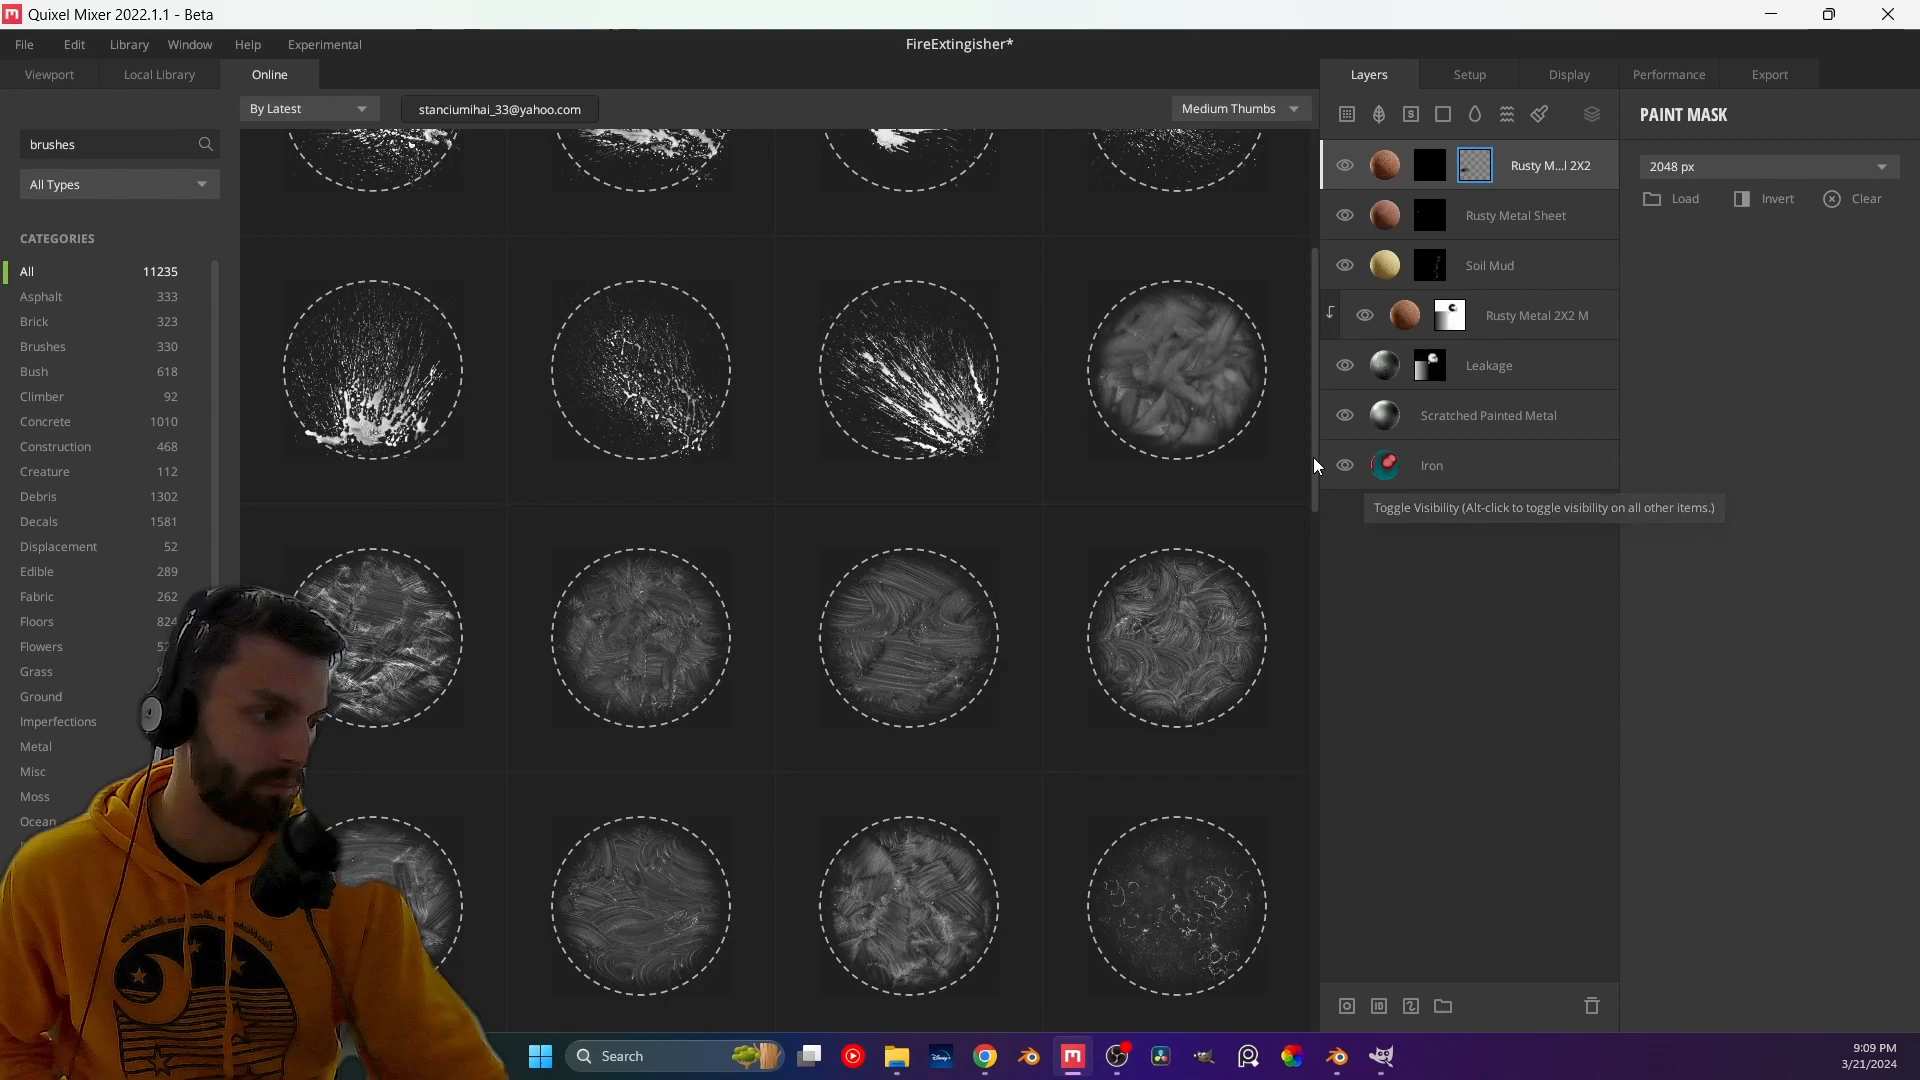 Quixel Mixer 2022.1.1 - Beta
File Edit Library Window Help Experimental
FireExtingisher*
Viewport Local Library Online
Layers Setup Display Performance Export
By Latest
stanciumihai_33@yahoo.com
Medium Thumbs
brushes
All Types
CATEGORIES
All 11235
Asphalt 333
Brick 323
Brushes 330
Bush 618
Climber 92
Concrete 1010
Construction 468
Creature 112
Debris 1302
Decals 1581
Displacement 52
Edible 289
Fabric 262
Floors 824
Flowers
Grass
Ground
Imperfections
Metal
Misc
Moss
Ocean
Rusty M...l 2X2
Rusty Metal Sheet
Soil Mud
Rusty Metal 2X2 M
Leakage
Scratched Painted Metal
Iron
Toggle Visibility (Alt-click to toggle visibility on all other items.)
PAINT MASK
2048 px
Load Invert Clear
Search
9:09 PM
3/21/2024